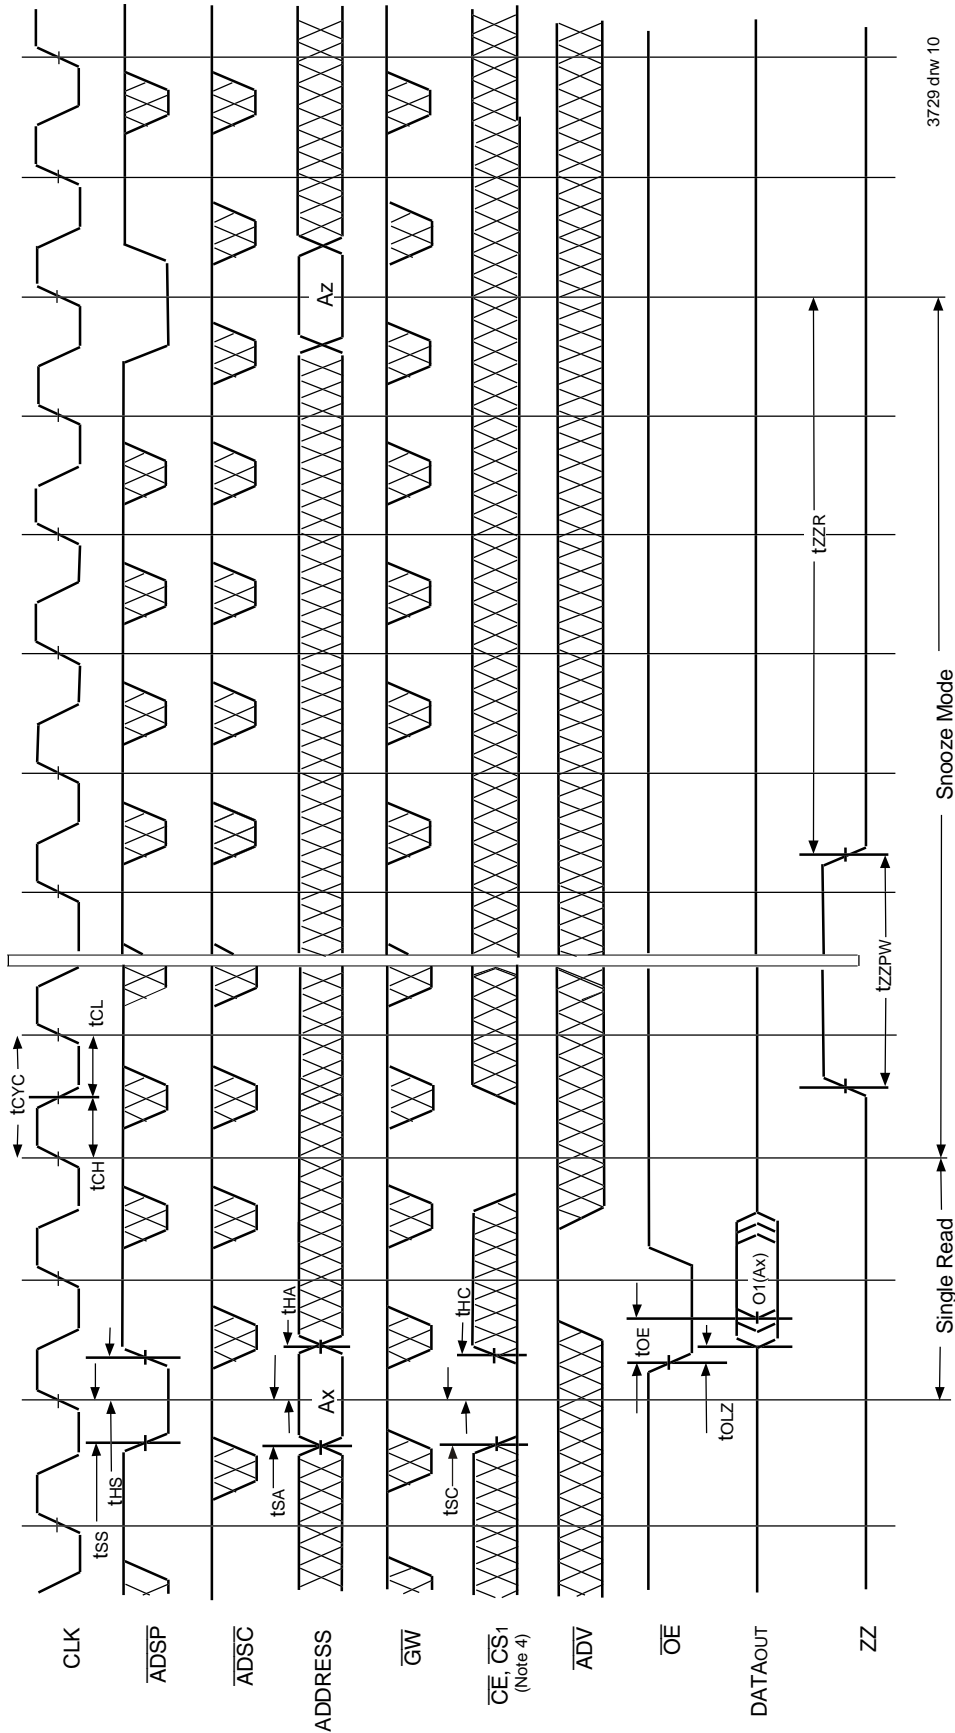 tCYC
tCH
tCL
CLK
tSS
tHS
ADSP
ADSC
tSA
tHA
ADDRESS
Ax
Az
GW
tSC
tHC
CE, CS1
(Note 4)
ADV
OE
tOE
tOLZ
DATAOUT
O1(Ax)
tZZR
ZZ
tZZPW
Single Read
Snooze Mode
3729 drw 10